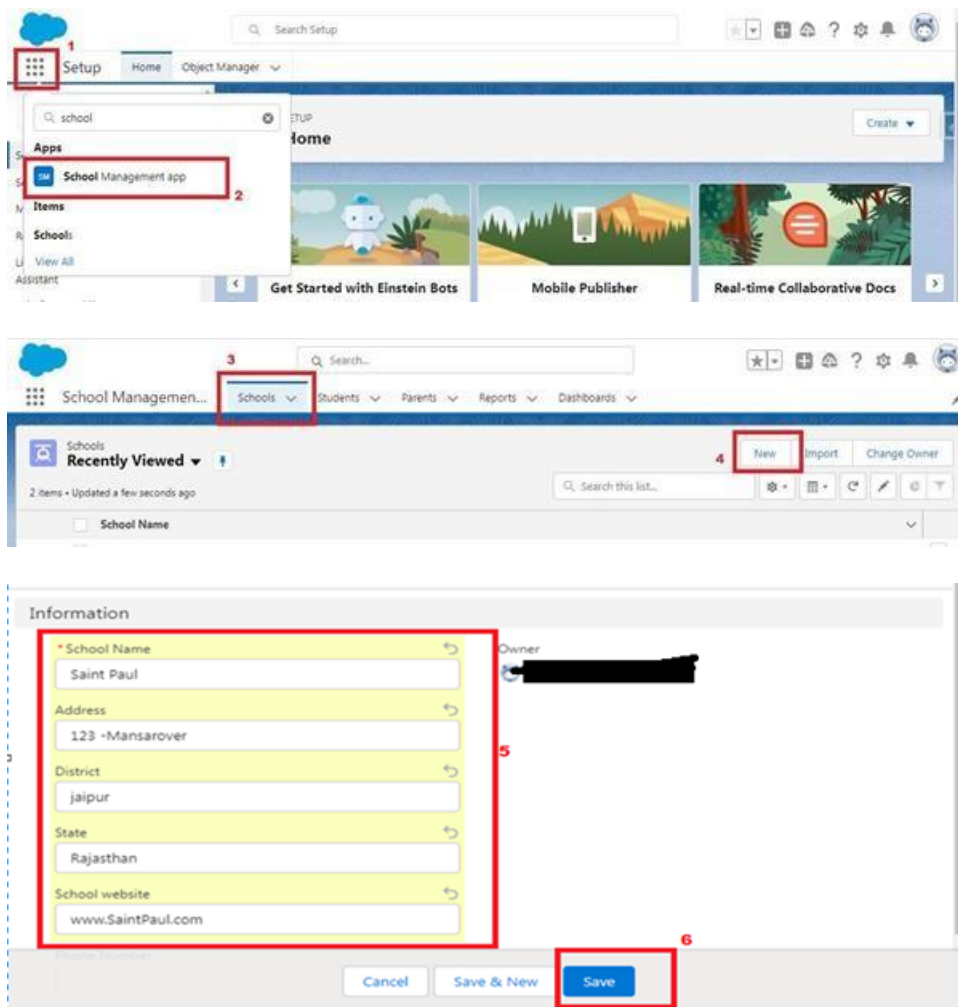 Search Setup
1
Setup Home Object Manager
school
Apps
SM School Management app
2
Items
Schools
View All
Assistant
SETUP
Home
Create
Get Started with Einstein Bots
Mobile Publisher
Real-time Collaborative Docs
3
Search...
School Managemen... Schools Students Parents Reports Dashboards
Schools
Recently Viewed
4
New Import Change Owner
2 items • Updated a few seconds ago
Search this list...
School Name
Information
*School Name
Saint Paul
Owner
Address
123 -Mansarover
5
District
jaipur
State
Rajasthan
School website
www.SaintPaul.com
6
Phone Number
Cancel Save & New Save